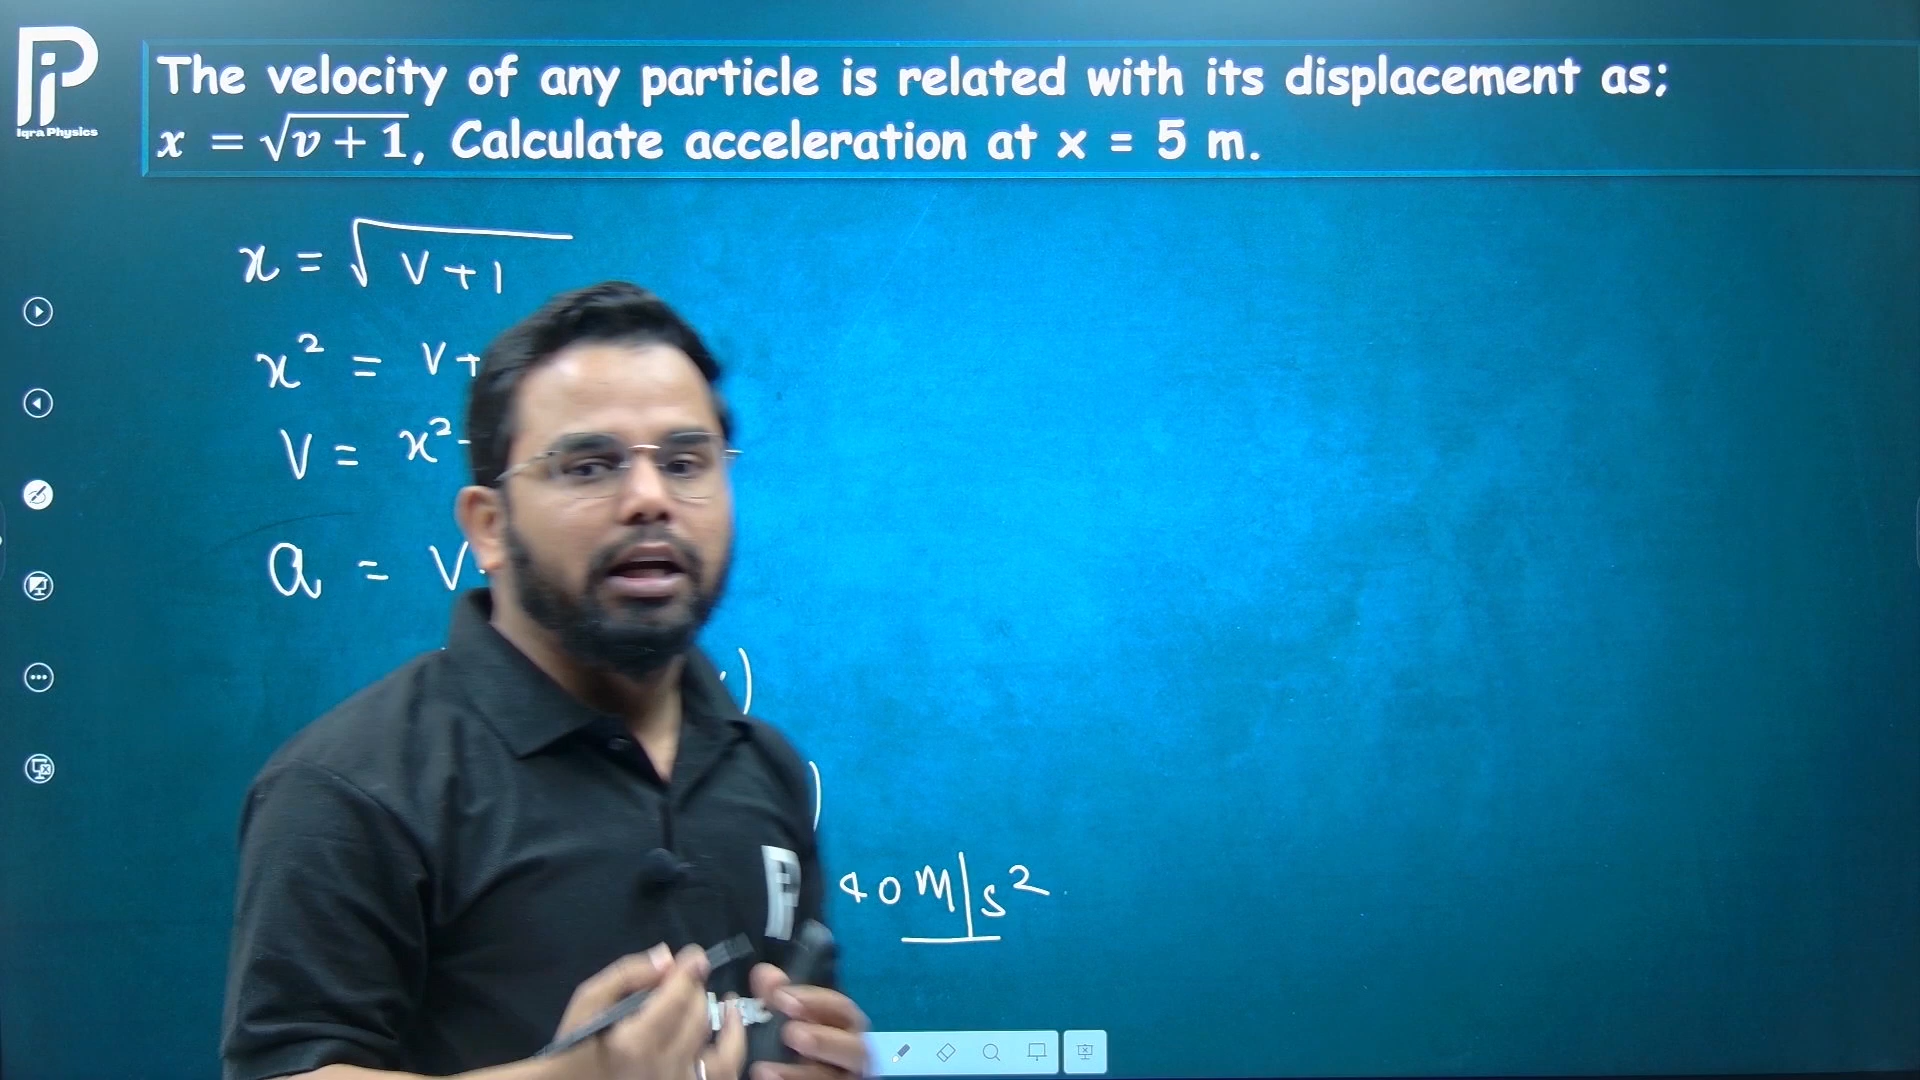 Iqra Physics
The velocity of any particle is related with its displacement as;
x = √v + 1, Calculate acceleration at x = 5 m.
x = √v+1
x² = v+
v = x² -
a = v.
)
)
40 m/s²